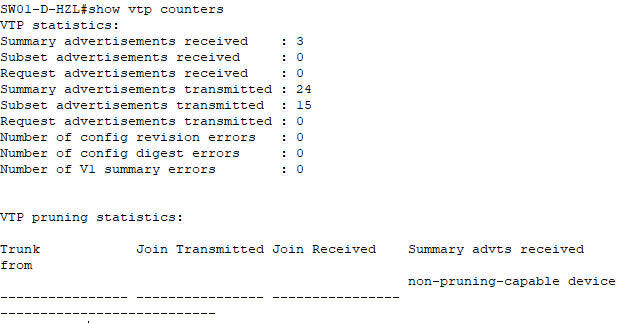 SW01-D-HZL#show vtp counters
VTP statistics:
Summary advertisements received    : 3
Subset advertisements received     : 0
Request advertisements received    : 0
Summary advertisements transmitted : 24
Subset advertisements transmitted  : 15
Request advertisements transmitted : 0
Number of config revision errors   : 0
Number of config digest errors     : 0
Number of V1 summary errors        : 0
VTP pruning statistics:
Trunk            Join Transmitted Join Received    Summary advts received
from
                                                   non-pruning-capable device
---------------- ---------------- ----------------
---------------------------